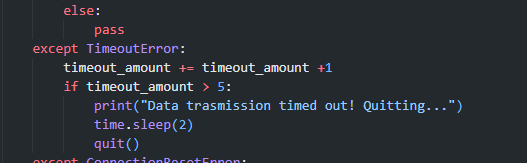 else:
pass
except TimeoutError:
timeout_amount += timeout_amount +1
if timeout_amount > 5:
print("Data trasmission timed out! Quitting...")
time.sleep(2)
quit()
except ConnectionResetError: